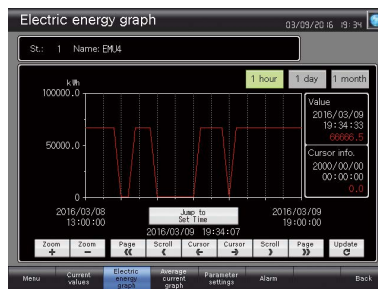 Electric energy graph
03/09/2016 19:34
St.: 1 Name: EMU4
1 hour 1 day 1 month
kWh
100000.0
50000.0
0
Value
2016/03/09
19:34:33
66666.5
Cursor info.
2000/00/00
00:00:00
0.0
2016/03/08
13:00:00
Jump to
Set Time
2016/03/09
19:00:00
2016/03/09 19:34:07
Zoom
+
Zoom
−
Page
«
Scroll
‹
Cursor
←
Cursor
→
Scroll
›
Page
»
Update
Menu
Current
values
Electric
energy
graph
Average
current
graph
Parameter
settings
Alarm
Back